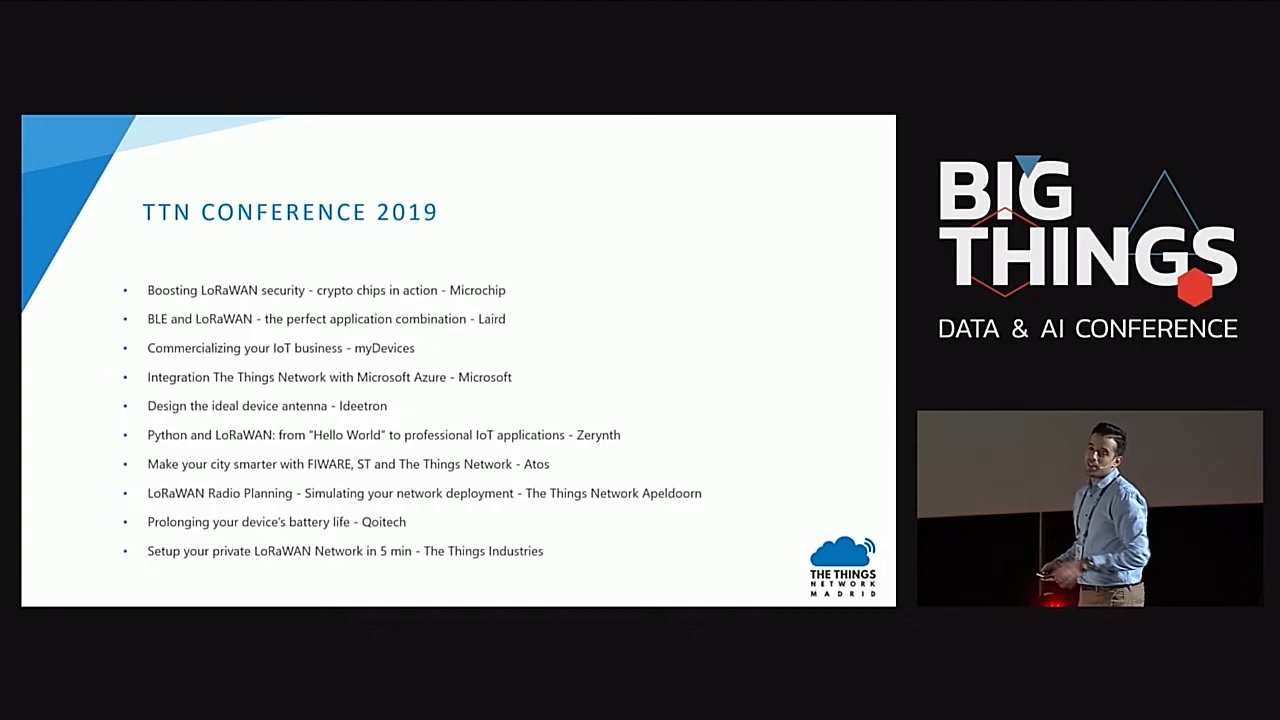 TTN CONFERENCE 2019
• Boosting LoRaWAN security - crypto chips in action - Microchip
• BLE and LoRaWAN - the perfect application combination - Laird
• Commercializing your IoT business - myDevices
• Integration The Things Network with Microsoft Azure - Microsoft
• Design the ideal device antenna - Ideetron
• Python and LoRaWAN: from “Hello World” to professional IoT applications - Zerynth
• Make your city smarter with FIWARE, ST and The Things Network - Atos
• LoRaWAN Radio Planning - Simulating your network deployment - The Things Network Apeldoorn
• Prolonging your device’s battery life - Qoitech
• Setup your private LoRaWAN Network in 5 min - The Things Industries
THE THINGS
NETWORK
MADRID
BIG
THINGS
DATA & AI CONFERENCE